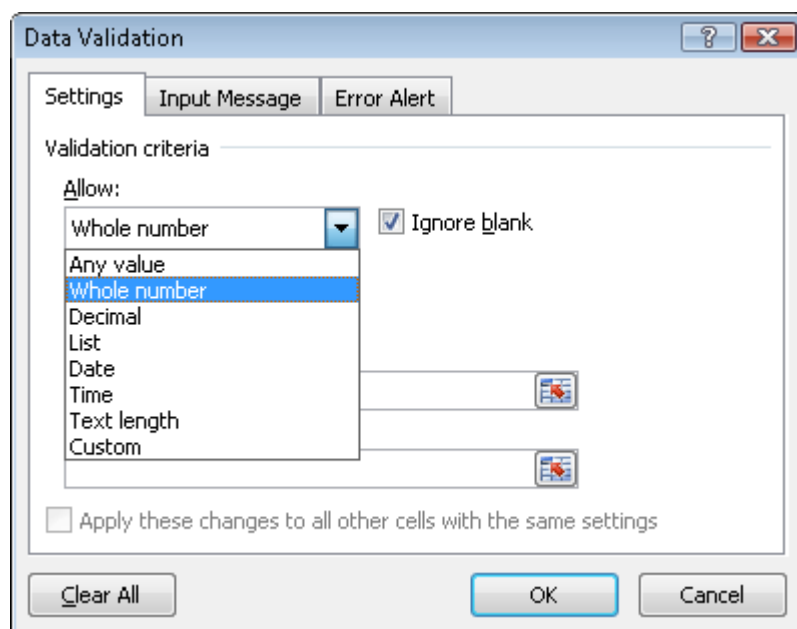 Data Validation
Settings Input Message Error Alert
Validation criteria
Allow:
Whole number Ignore blank
Any value
Whole number
Decimal
List
Date
Time
Text length
Custom
Apply these changes to all other cells with the same settings
Clear All OK Cancel